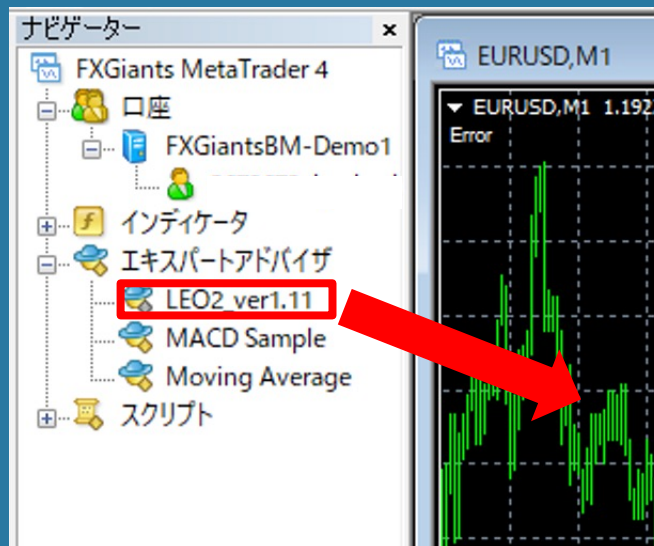 ナビゲーター
FXGiants MetaTrader 4
口座
FXGiantsBM-Demo1
インディケータ
エキスパートアドバイザ
LEO2_ver1.11
MACD Sample
Moving Average
スクリプト
EURUSD,M1
EURUSD,M1 1.192
Error